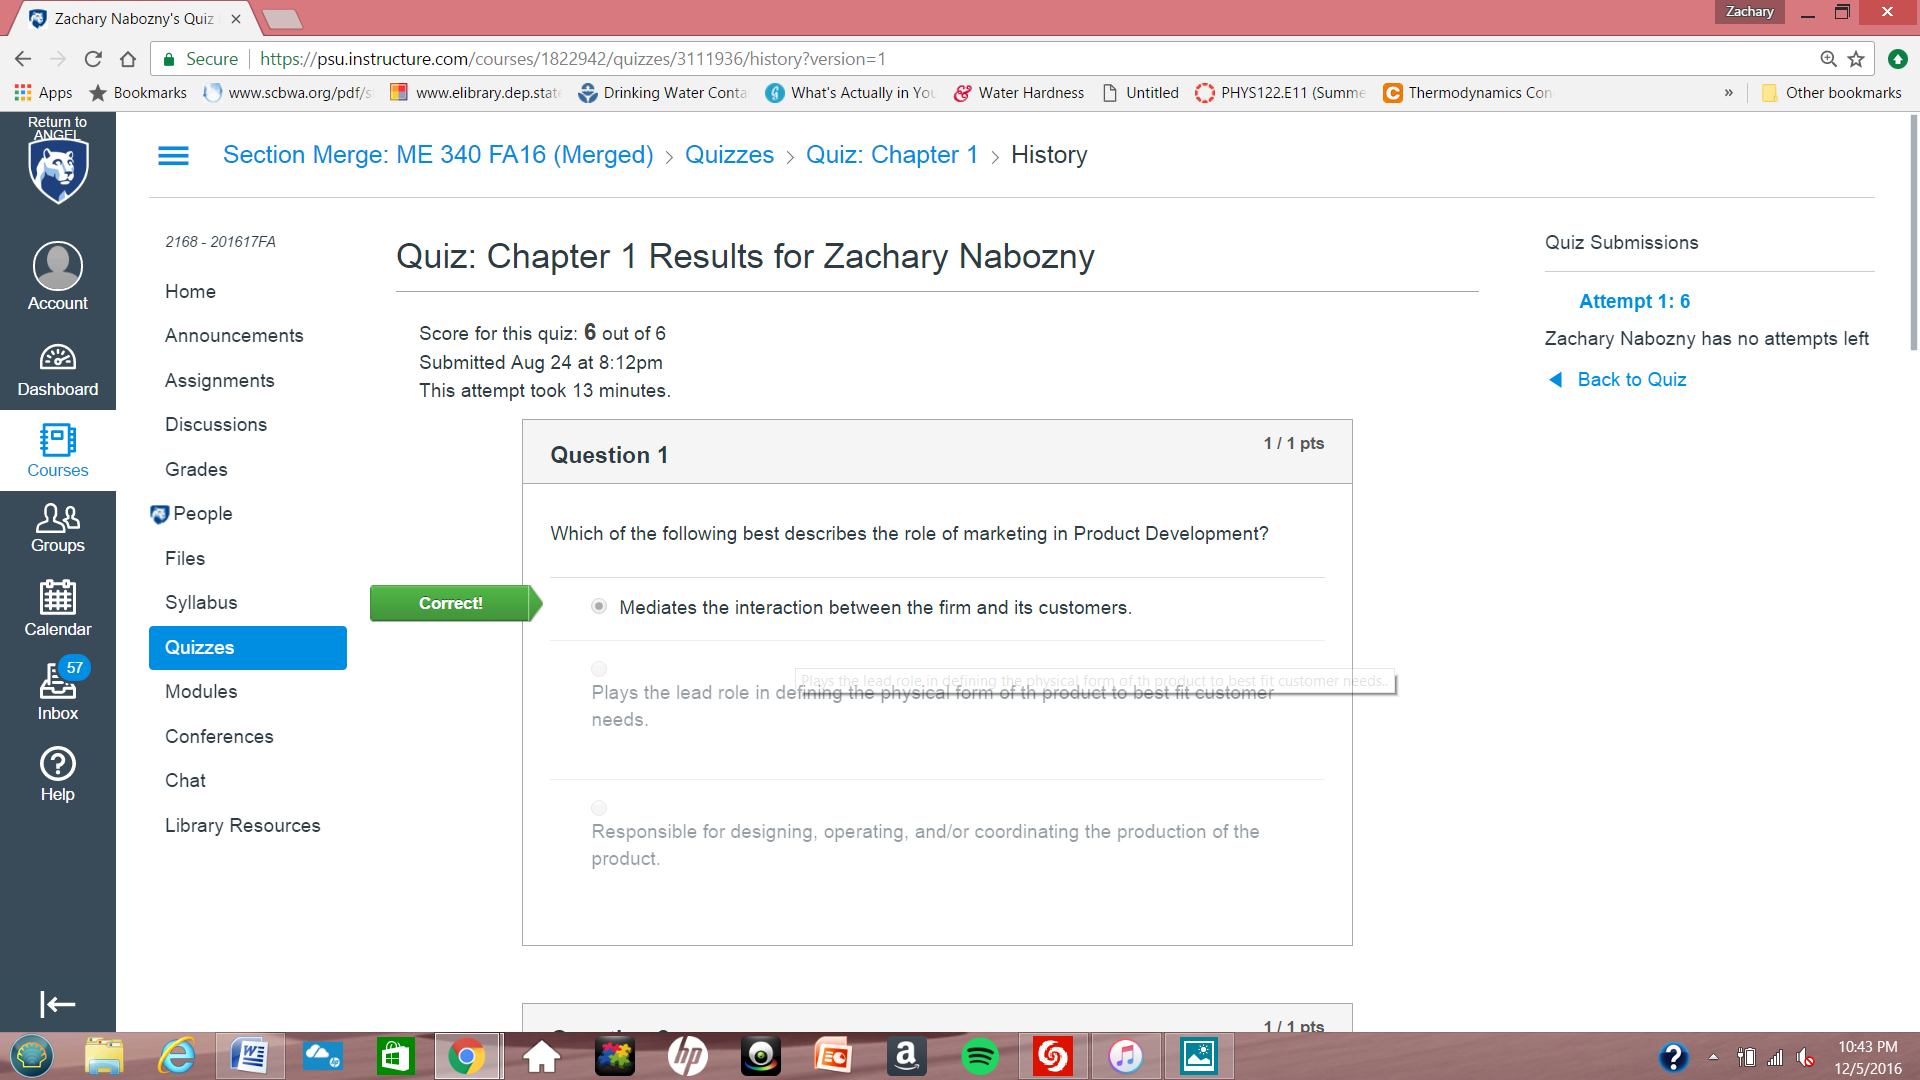 Zachary Nabozny's Quiz
Zachary
Secure https://psu.instructure.com/courses/1822942/quizzes/3111936/history?version=1
Apps Bookmarks www.scbwa.org/pdf/s www.elibrary.dep.state Drinking Water Conta What's Actually in You Water Hardness Untitled PHYS122.E11 (Summe Thermodynamics Con » Other bookmarks
Return to
ANGEL
Section Merge: ME 340 FA16 (Merged) > Quizzes > Quiz: Chapter 1 > History
Account
Dashboard
Courses
Groups
Calendar
57
Inbox
Help
2168 - 201617FA
Home
Announcements
Assignments
Discussions
Grades
People
Files
Syllabus
Quizzes
Modules
Conferences
Chat
Library Resources
Quiz: Chapter 1 Results for Zachary Nabozny
Score for this quiz: 6 out of 6
Submitted Aug 24 at 8:12pm
This attempt took 13 minutes.
Question 1
1 / 1 pts
Which of the following best describes the role of marketing in Product Development?
Correct!
Mediates the interaction between the firm and its customers.
Plays the lead role in defining the physical form of th product to best fit customer needs..
Plays the lead role in defining the physical form of th product to best fit customer
needs.
Responsible for designing, operating, and/or coordinating the production of the
product.
1 / 1 pts
Quiz Submissions
Attempt 1: 6
Zachary Nabozny has no attempts left
Back to Quiz
10:43 PM
12/5/2016